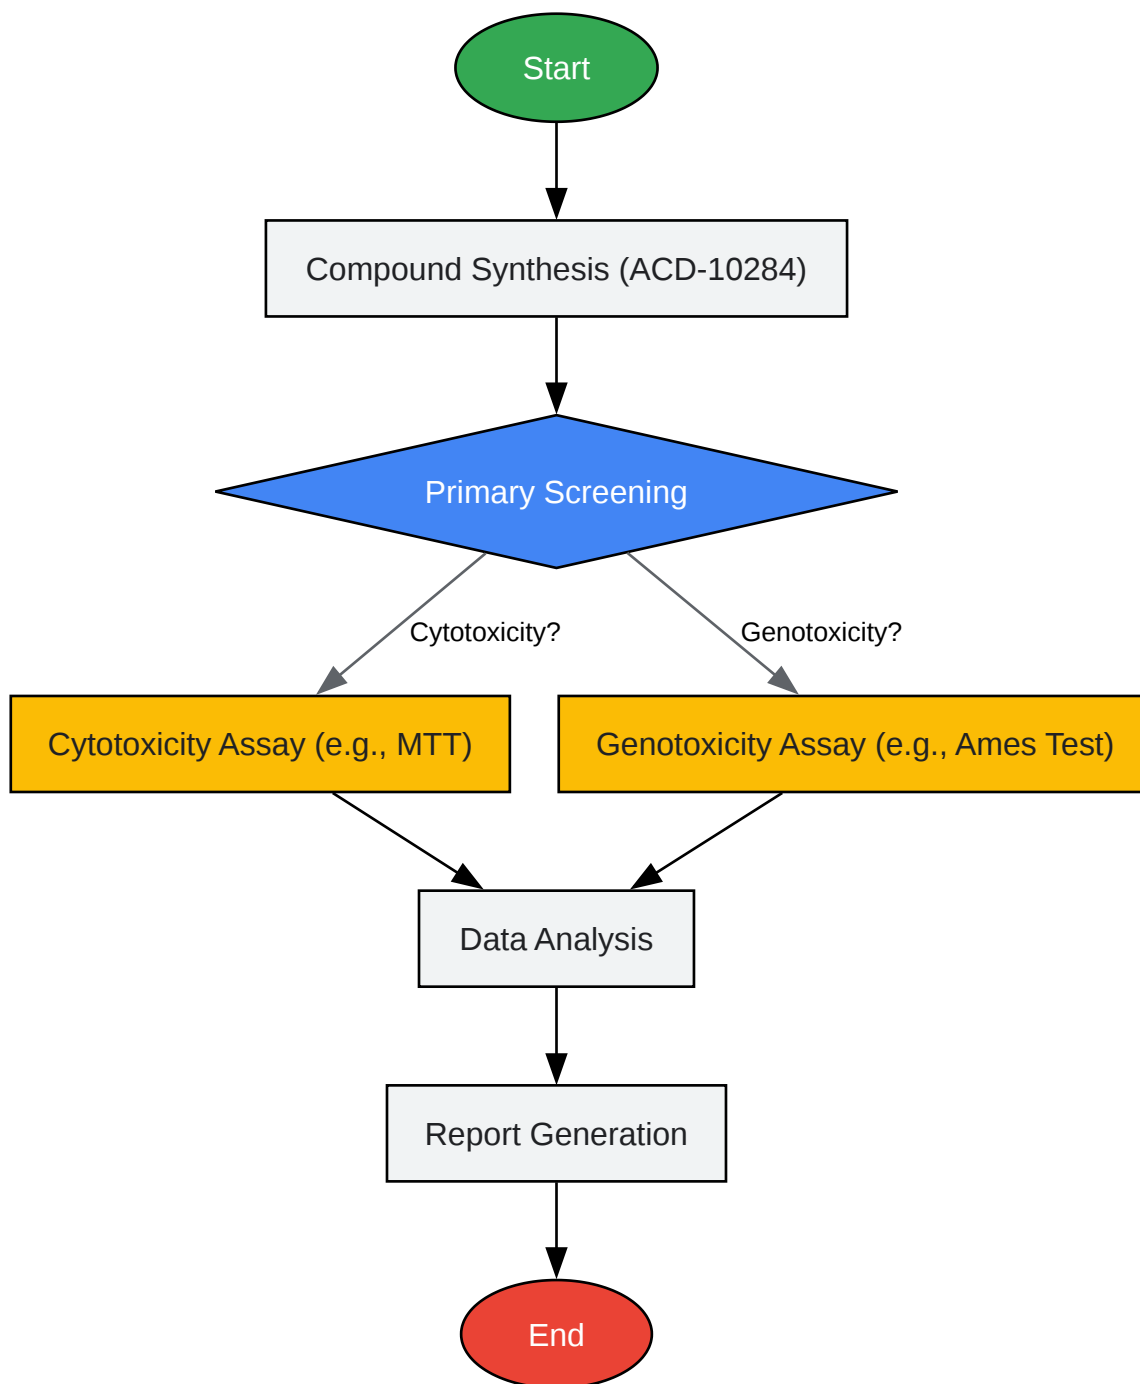 Start
Compound Synthesis (ACD-10284)
Primary Screening
Cytotoxicity?
Genotoxicity?
Cytotoxicity Assay (e.g., MTT)
Genotoxicity Assay (e.g., Ames Test)
Data Analysis
Report Generation
End